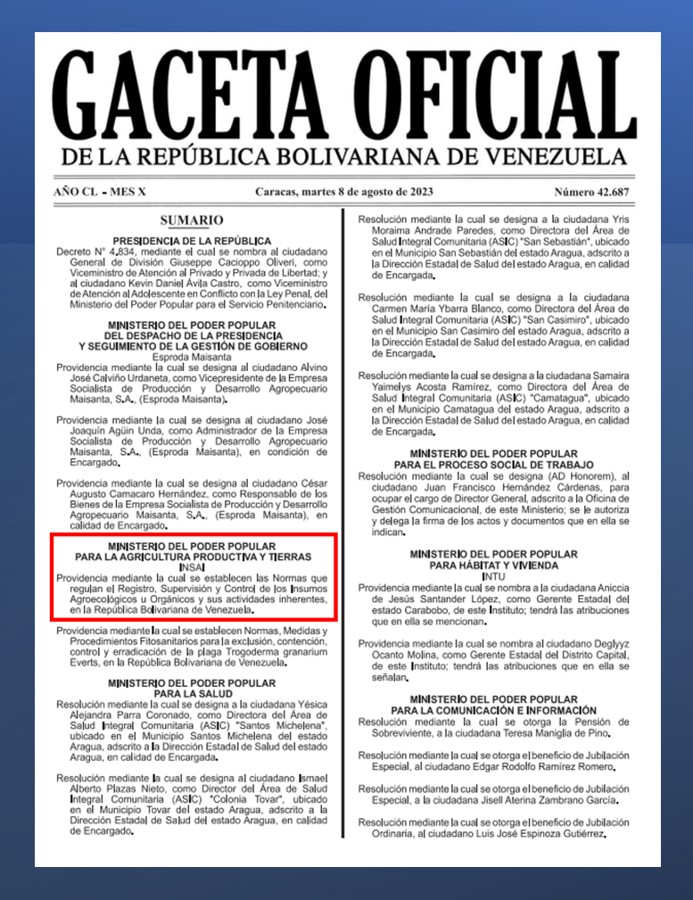 GACETA OFICIAL
DE LA REPÚBLICA BOLIVARIANA DE VENEZUELA
AÑO CL - MES X Caracas, martes 8 de agosto de 2023 Número 42.687
SUMARIO
PRESIDENCIA DE LA REPÚBLICA
Decreto N° 4.834, mediante el cual se nombra al ciudadano
General de División Giuseppe Cacioppo Oliveri, como
Viceministro de Atención al Privado y Privada de Libertad; y
al ciudadano Kevin Daniel Ávila Castro, como Viceministro
de Atención al Adolescente en Conflicto con la Ley Penal, del
Ministerio del Poder Popular para el Servicio Penitenciario.
MINISTERIO DEL PODER POPULAR
DEL DESPACHO DE LA PRESIDENCIA
Y SEGUIMIENTO DE LA GESTIÓN DE GOBIERNO
Esproda Maisanta
Providencia mediante la cual se designa al ciudadano Alvino
José Calviño Urdaneta, como Vicepresidente de la Empresa
Socialista de Producción y Desarrollo Agropecuario
Maisanta, S.A., (Esproda Maisanta).
Providencia mediante la cual se designa al ciudadano José
Joaquín Agüin Unda, como Administrador de la Empresa
Socialista de Producción y Desarrollo Agropecuario
Maisanta, S.A., (Esproda Maisanta), en condición de
Encargado.
Providencia mediante la cual se designa al ciudadano César
Augusto Camacaro Hernández, como Responsable de los
Bienes de la Empresa Socialista de Producción y Desarrollo
Agropecuario Maisanta, S.A., (Esproda Maisanta), en
calidad de Encargado.
MINISTERIO DEL PODER POPULAR
PARA LA AGRICULTURA PRODUCTIVA Y TIERRAS
INSAI
Providencia mediante la cual se establecen las Normas que
regulan el Registro, Supervisión y Control de los Insumos
Agroecológicos u Orgánicos y sus actividades inherentes,
en la República Bolivariana de Venezuela.
Providencia mediante la cual se establecen Normas, Medidas y
Procedimientos Fitosanitarios para la exclusión, contención,
control y erradicación de la plaga Trogoderma granarium
Everts, en la República Bolivariana de Venezuela.
MINISTERIO DEL PODER POPULAR
PARA LA SALUD
Resolución mediante la cual se designa a la ciudadana Yésica
Alejandra Parra Coronado, como Directora del Área de
Salud Integral Comunitaria (ASIC) "Santos Michelena",
ubicado en el Municipio Santos Michelena del estado
Aragua, adscrito a la Dirección Estadal de Salud del estado
Aragua, en calidad de Encargada.
Resolución mediante la cual se designa al ciudadano Ismael
Alberto Plazas Nieto, como Director del Área de Salud
Integral Comunitaria (ASIC) "Colonia Tovar", ubicado
en el Municipio Tovar del estado Aragua, adscrito a la
Dirección Estadal de Salud del estado Aragua, en calidad
de Encargado.
Resolución mediante la cual se designa a la ciudadana Yris
Moraima Andrade Paredes, como Directora del Área de
Salud Integral Comunitaria (ASIC) "San Sebastián", ubicado
en el Municipio San Sebastián del estado Aragua, adscrito a
la Dirección Estadal de Salud del estado Aragua, en calidad
de Encargada.
Resolución mediante la cual se designa a la ciudadana
Carmen María Ybarra Blanco, como Directora del Área de
Salud Integral Comunitaria (ASIC) "San Casimiro", ubicado
en el Municipio San Casimiro del estado Aragua, adscrito a
la Dirección Estadal de Salud del estado Aragua, en calidad
de Encargada.
Resolución mediante la cual se designa a la ciudadana Samaira
Yaimelys Acosta Ramírez, como Directora del Área de
Salud Integral Comunitaria (ASIC) "Camatagua", ubicado
en el Municipio Camatagua del estado Aragua, adscrito a
la Dirección Estadal de Salud del estado Aragua, en calidad
de Encargada.
MINISTERIO DEL PODER POPULAR
PARA EL PROCESO SOCIAL DE TRABAJO
Resolución mediante la cual se designa (AD Honorem), al
ciudadano Juan Francisco Hernández Cárdenas, para
ocupar el cargo de Director General, adscrito a la Oficina de
Gestión Comunicacional, de este Ministerio; se le autoriza
y delega la firma de los actos y documentos que en ella se
indican.
MINISTERIO DEL PODER POPULAR
PARA HÁBITAT Y VIVIENDA
INTU
Providencia mediante la cual se nombra a la ciudadana Aniccia
de Jesús Santander López, como Gerente Estadal del
estado Carabobo, de este Instituto; tendrá las atribuciones
que en ella se mencionan.
Providencia mediante la cual se nombra al ciudadano Deglyyz
Ocanto Molina, como Gerente Estadal del Distrito Capital,
de este Instituto; tendrá las atribuciones que en ella se
señalan.
MINISTERIO DEL PODER POPULAR
PARA LA COMUNICACIÓN E INFORMACIÓN
Resolución mediante la cual se otorga la Pensión de
Sobreviviente, a la ciudadana Teresa Maniglia de Pino.
Resolución mediante la cual se otorga el beneficio de Jubilación
Especial, al ciudadano Edgar Rodolfo Ramírez Romero.
Resolución mediante la cual se otorga el beneficio de Jubilación
Especial, a la ciudadana Jisell Aterina Zambrano García.
Resolución mediante la cual se otorga el beneficio de Jubilación
Ordinaria, al ciudadano Luis José Espinoza Gutiérrez.